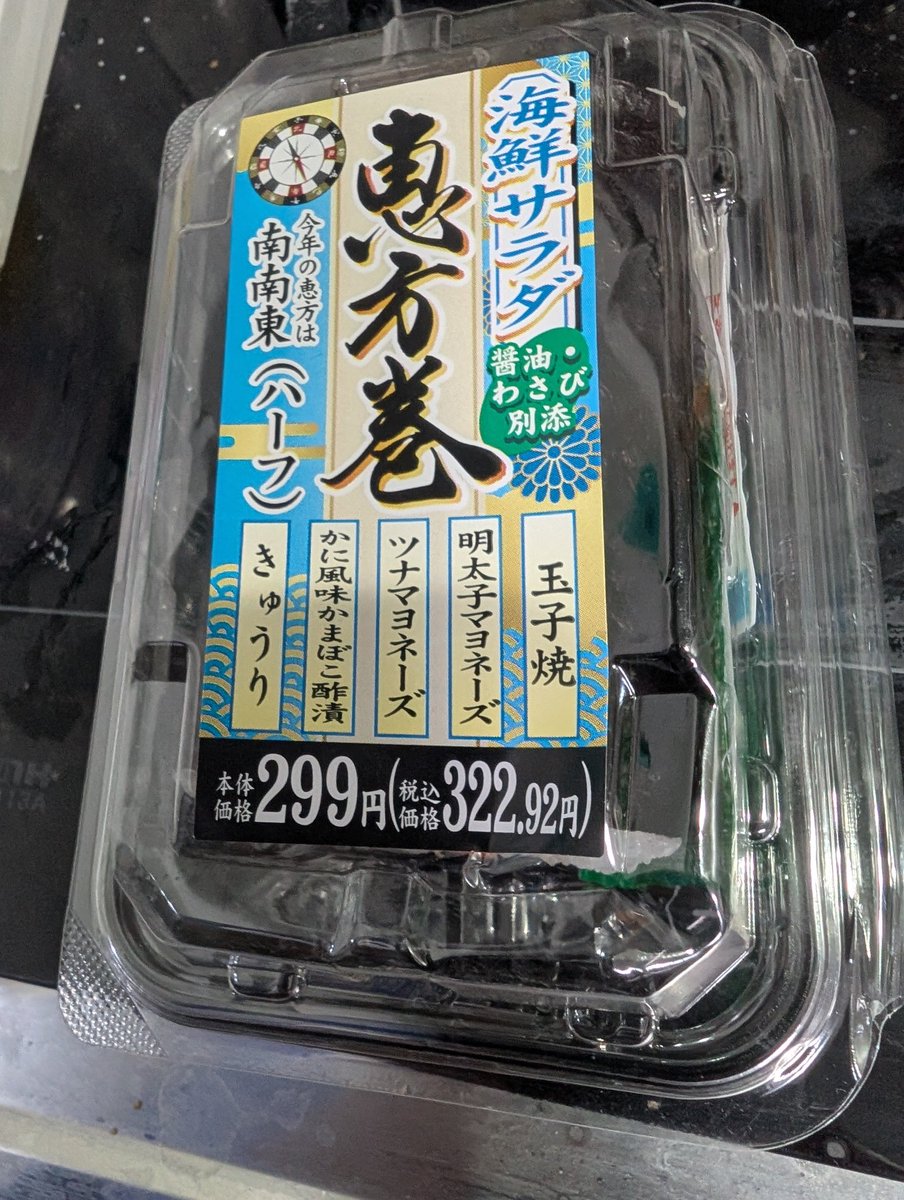 海鮮サラダ
醤油・
わさび
別添
恵方巻
今年の恵方は
南南東
(ハーフ)
玉子焼
明太子マヨネーズ
ツナマヨネーズ
かに風味かまぼこ酢漬
きゅうり
本体
価格299円(税込
価格322.92円)